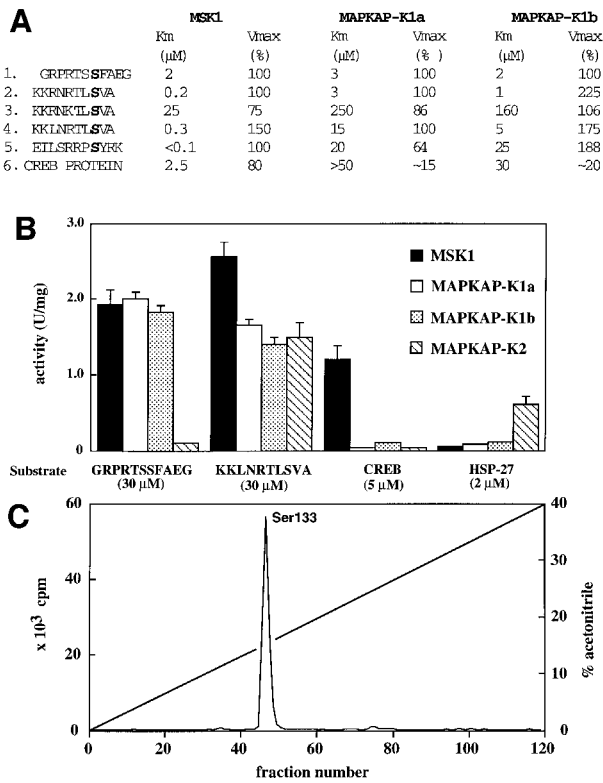 A
MSK1 MAPKAP-K1a MAPKAP-K1b
Km Vmax Km Vmax Km Vmax
(µM) (%) (µM) (% ) (µM) (%)
1. GRPRTSSFAEG 2 100 3 100 2 100
2. KKRNRTLSVA 0.2 100 3 100 1 225
3. KKRNKTLSVA 25 75 250 86 160 106
4. KKLNRTLSVA 0.3 150 15 100 5 175
5. EILSRRPSYRK <0.1 100 20 64 25 188
6. CREB PROTEIN 2.5 80 >50 ~15 30 ~20
B
3.0
2.0
1.0
0
activity (U/mg)
MSK1
MAPKAP-K1a
MAPKAP-K1b
MAPKAP-K2
Substrate GRPRTSSFAEG KKLNRTLSVA CREB HSP-27
(30 µM) (30 µM) (5 µM) (2 µM)
C
Ser133
60
40
20
0
x 10³ cpm
40
30
20
10
0
% acetonitrile
0 20 40 60 80 100 120
fraction number